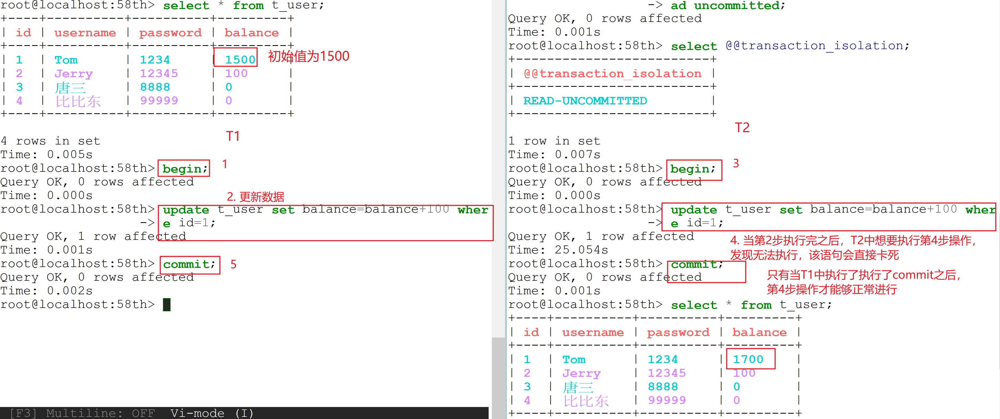 root@localhost:58th> select * from t_user;
+----+----------+----------+---------+
| id | username | password | balance |
+----+----------+----------+---------+
| 1  | Tom      | 1234     | 1500    |
初始值为1500
| 2  | Jerry    | 12345    | 100     |
| 3  | 唐三     | 8888     | 0       |
| 4  | 比比东   | 99999    | 0       |
+----+----------+----------+---------+
T1
4 rows in set
Time: 0.005s
root@localhost:58th> begin;
1
Query OK, 0 rows affected
Time: 0.000s
2. 更新数据
root@localhost:58th> update t_user set balance=balance+100 wher
-> e id=1;
Query OK, 1 row affected
Time: 0.001s
root@localhost:58th> commit;
5
Query OK, 0 rows affected
Time: 0.002s
root@localhost:58th>
[F3] Multiline: OFF  Vi-mode (I)
-> ad uncommitted;
Query OK, 0 rows affected
Time: 0.001s
root@localhost:58th> select @@transaction_isolation;
+-------------------------+
| @@transaction_isolation |
+-------------------------+
| READ-UNCOMMITTED        |
+-------------------------+
T2
1 row in set
Time: 0.007s
root@localhost:58th> begin;
3
Query OK, 0 rows affected
Time: 0.000s
root@localhost:58th> update t_user set balance=balance+100 wher
-> e id=1;
Query OK, 1 row affected
4. 当第2步执行完之后，T2中想要执行第4步操作，
Time: 25.054s
发现无法执行，该语句会直接卡死
root@localhost:58th> commit;
Query OK, 0 rows affected
只有当T1中执行了执行了commit之后，
Time: 0.001s
第4步操作才能够正常进行
root@localhost:58th> select * from t_user;
+----+----------+----------+---------+
| id | username | password | balance |
+----+----------+----------+---------+
| 1  | Tom      | 1234     | 1700    |
| 2  | Jerry    | 12345    | 100     |
| 3  | 唐三     | 8888     | 0       |
| 4  | 比比东   | 99999    | 0       |
+----+----------+----------+---------+